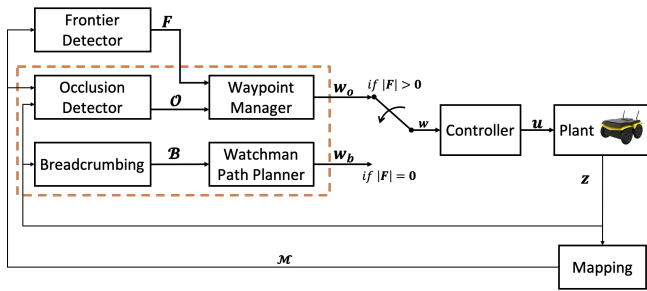 Frontier
Detector
F
Occlusion
Detector
O
Waypoint
Manager
w_o
if |F| > 0
Breadcrumbing
B
Watchman
Path Planner
w_b
if |F| = 0
w
Controller
u
Plant
z
Mapping
M